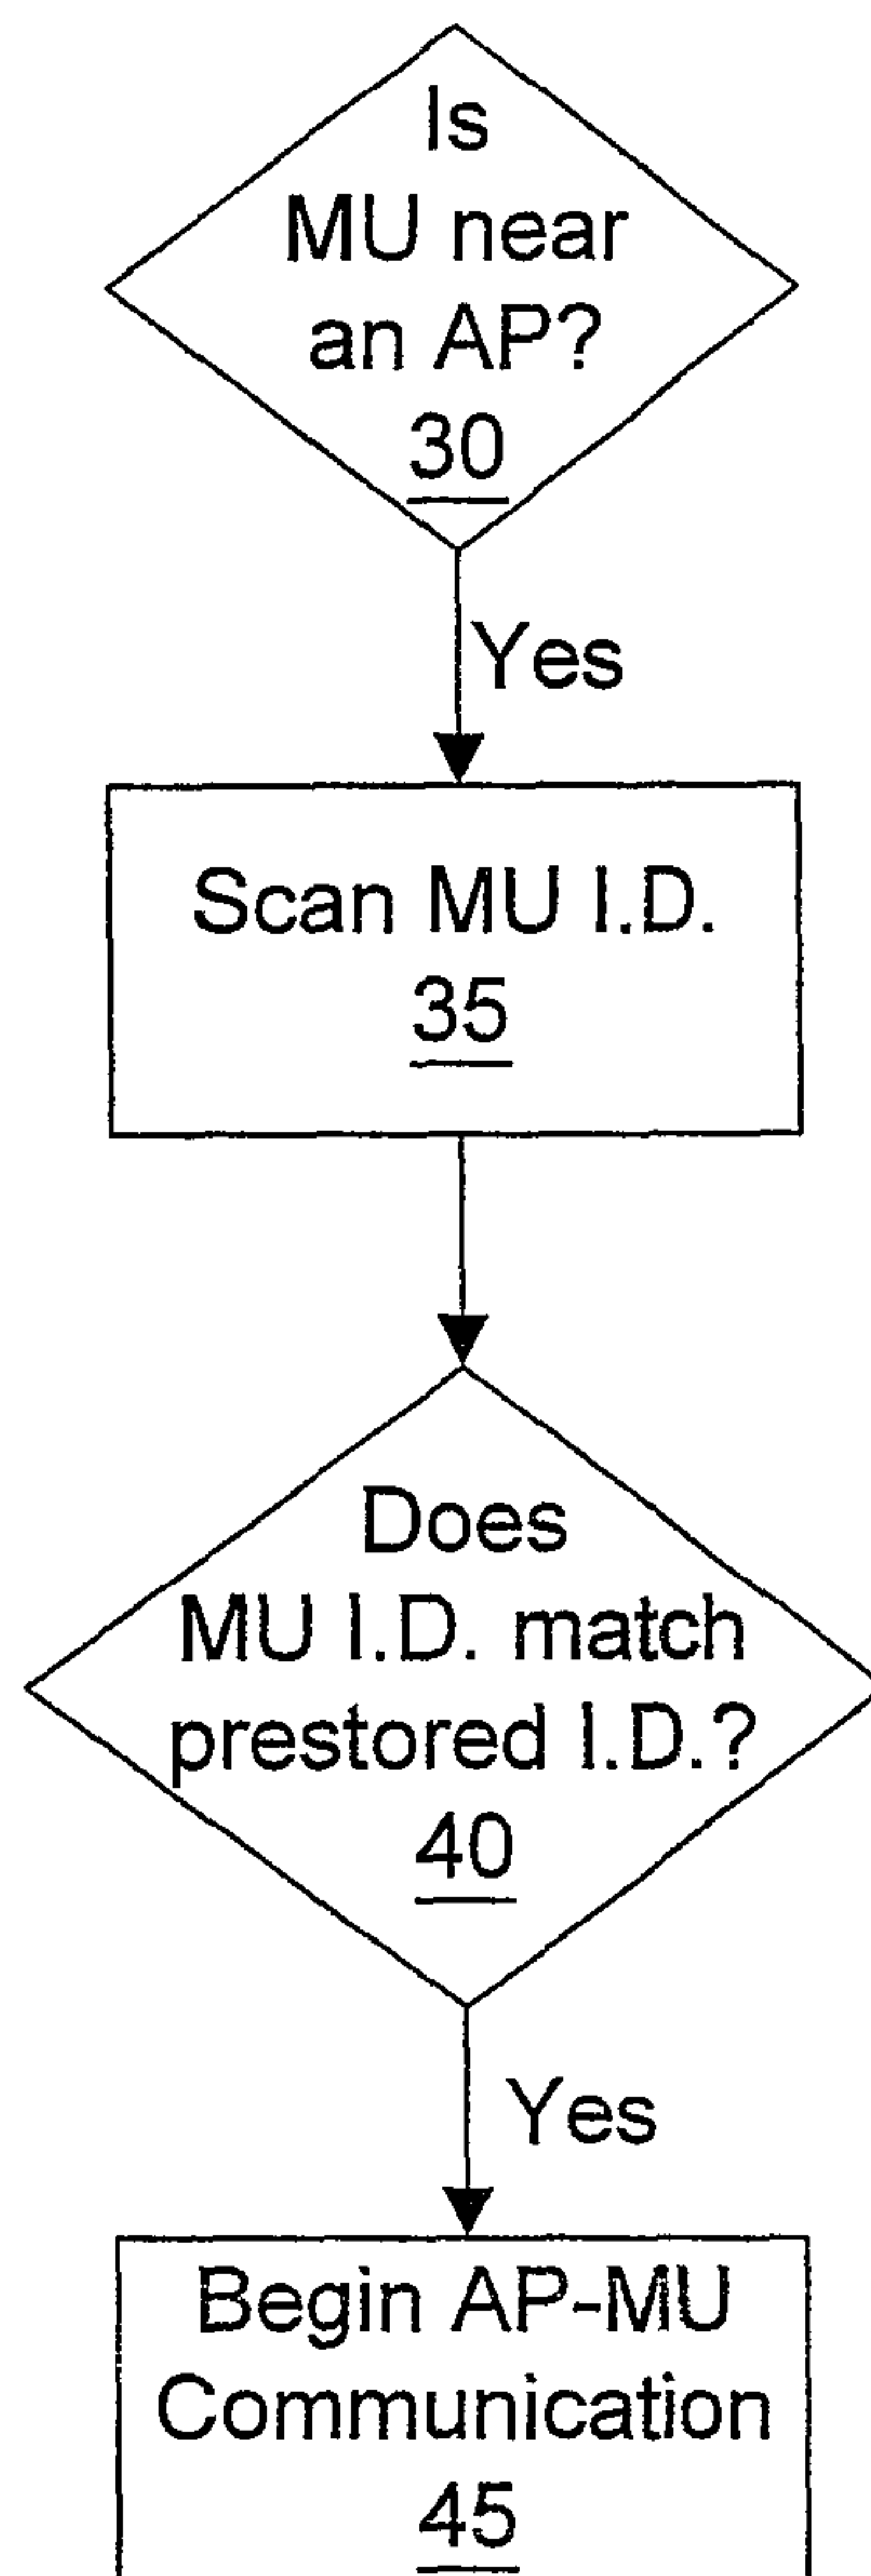 Is
MU near
an AP?
30
Yes
Scan MU I.D.
35
Does
MU I.D. match
prestored I.D.?
40
Yes
Begin AP-MU
Communication
45